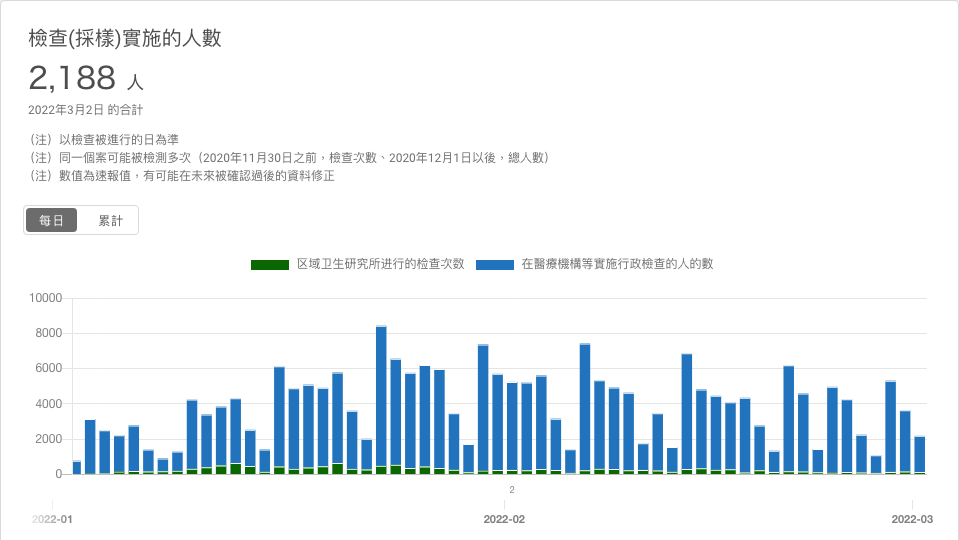 檢查(採樣)實施的人數
2,188 人
2022年3月2日 的合計
（注）以檢查被進行的日為準
（注）同一個案可能被檢測多次（2020年11月30日之前，檢查次數、2020年12月1日以後，總人數）
（注）數值為速報值，有可能在未來被確認過後的資料修正
每日 累計
区域卫生研究所进行的检查次数 在醫療機構等實施行政檢查的人的數
10000
8000
6000
4000
2000
0
2
2022-01 2022-02 2022-03